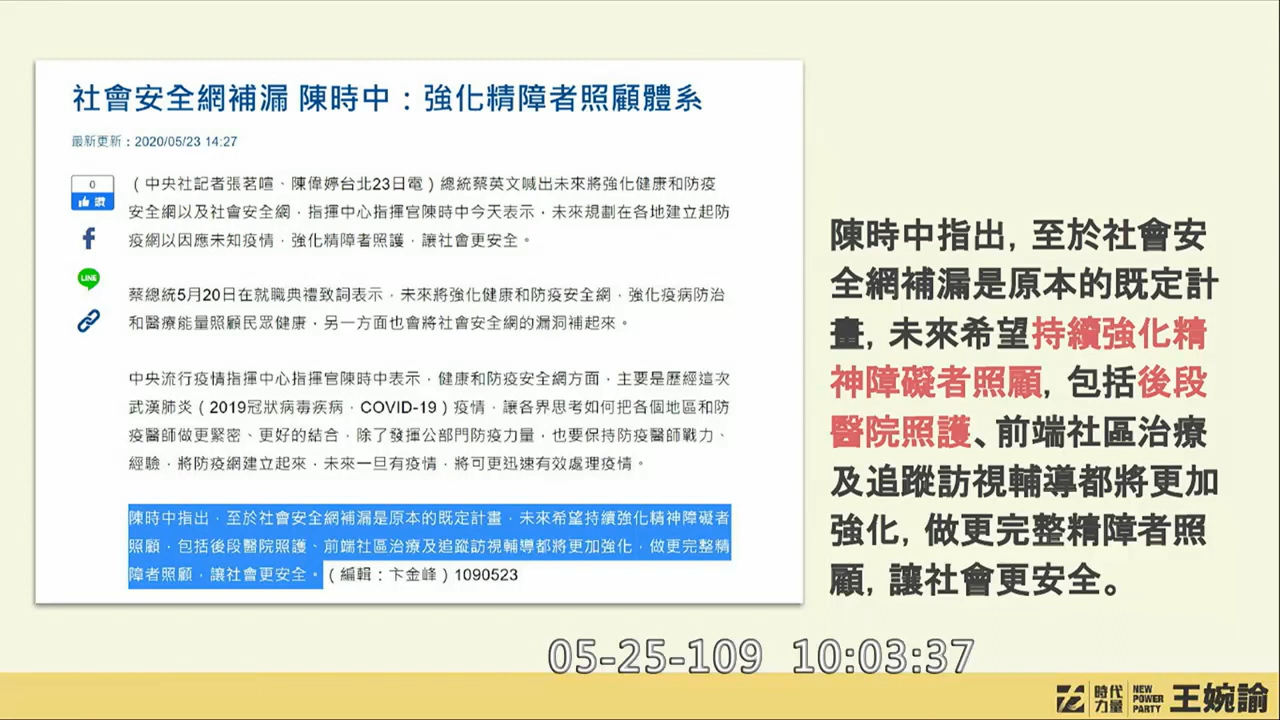 社會安全網補漏 陳時中：強化精障者照顧體系
最新更新：2020/05/23 14:27
0
讚
LINE
（中央社記者張茗喧、陳偉婷台北23日電）總統蔡英文喊出未來將強化健康和防疫
安全網以及社會安全網，指揮中心指揮官陳時中今天表示，未來規劃在各地建立起防
疫網以因應未知疫情，強化精障者照護，讓社會更安全。
蔡總統5月20日在就職典禮致詞表示，未來將強化健康和防疫安全網，強化疫病防治
和醫療能量照顧民眾健康，另一方面也會將社會安全網的漏洞補起來。
中央流行疫情指揮中心指揮官陳時中表示，健康和防疫安全網方面，主要是歷經這次
武漢肺炎（2019冠狀病毒疾病，COVID-19）疫情，讓各界思考如何把各個地區和防
疫醫師做更緊密、更好的結合，除了發揮公部門防疫力量，也要保持防疫醫師戰力、
經驗，將防疫網建立起來，未來一旦有疫情，將可更迅速有效處理疫情。
陳時中指出，至於社會安全網補漏是原本的既定計畫，未來希望持續強化精神障礙者
照顧，包括後段醫院照護、前端社區治療及追蹤訪視輔導都將更加強化，做更完整精
障者照顧，讓社會更安全。（編輯：卞金峰）1090523
陳時中指出, 至於社會安
全網補漏是原本的既定計
畫, 未來希望持續強化精
神障礙者照顧, 包括後段
醫院照護、前端社區治療
及追蹤訪視輔導都將更加
強化, 做更完整精障者照
顧, 讓社會更安全。
05-25-109 10:03:37
時代
力量
NEW
POWER
PARTY
王婉諭